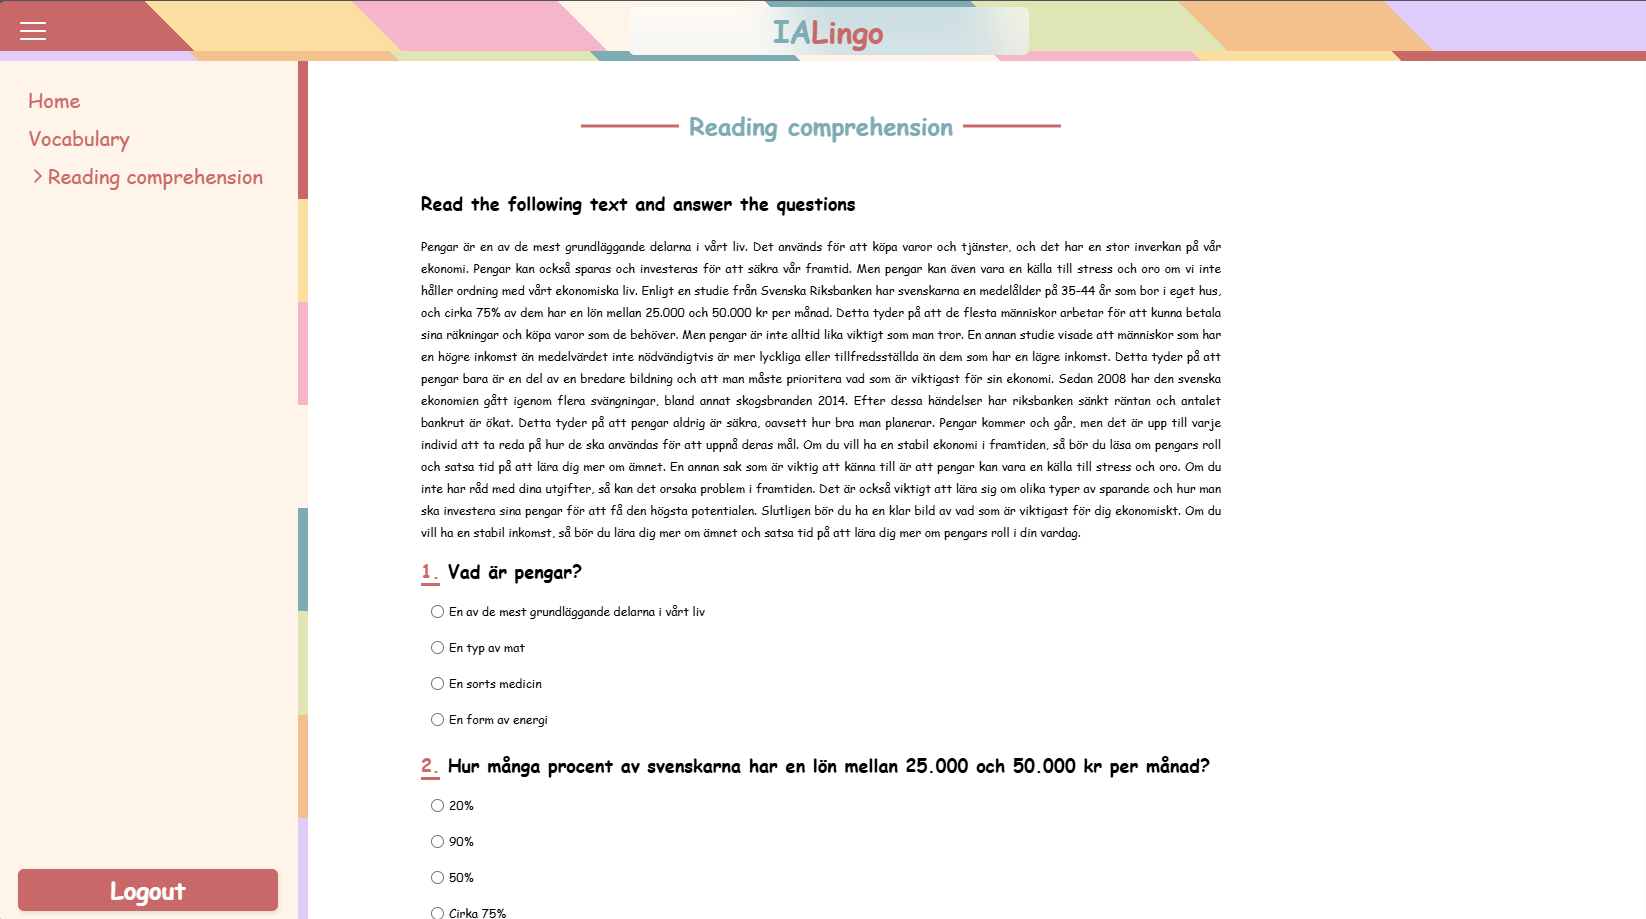 IALingo
Home
Vocabulary
Reading comprehension
Logout
Reading comprehension
Read the following text and answer the questions
Pengar är en av de mest grundläggande delarna i vårt liv. Det används för att köpa varor och tjänster, och det har en stor inverkan på vår
ekonomi. Pengar kan också sparas och investeras för att säkra vår framtid. Men pengar kan även vara en källa till stress och oro om vi inte
håller ordning med vårt ekonomiska liv. Enligt en studie från Svenska Riksbanken har svenskarna en medelålder på 35-44 år som bor i eget hus,
och cirka 75% av dem har en lön mellan 25.000 och 50.000 kr per månad. Detta tyder på att de flesta människor arbetar för att kunna betala
sina räkningar och köpa varor som de behöver. Men pengar är inte alltid lika viktigt som man tror. En annan studie visade att människor som har
en högre inkomst än medelvärdet inte nödvändigtvis är mer lyckliga eller tillfredsställda än dem som har en lägre inkomst. Detta tyder på att
pengar bara är en del av en bredare bildning och att man måste prioritera vad som är viktigast för sin ekonomi. Sedan 2008 har den svenska
ekonomien gått igenom flera svängningar, bland annat skogsbranden 2014. Efter dessa händelser har riksbanken sänkt räntan och antalet
bankrut är ökat. Detta tyder på att pengar aldrig är säkra, oavsett hur bra man planerar. Pengar kommer och går, men det är upp till varje
individ att ta reda på hur de ska användas för att uppnå deras mål. Om du vill ha en stabil ekonomi i framtiden, så bör du läsa om pengars roll
och satsa tid på att lära dig mer om ämnet. En annan sak som är viktig att känna till är att pengar kan vara en källa till stress och oro. Om du
inte har råd med dina utgifter, så kan det orsaka problem i framtiden. Det är också viktigt att lära sig om olika typer av sparande och hur man
ska investera sina pengar för att få den högsta potentialen. Slutligen bör du ha en klar bild av vad som är viktigast för dig ekonomiskt. Om du
vill ha en stabil inkomst, så bör du lära dig mer om ämnet och satsa tid på att lära dig mer om pengars roll i din vardag.
1. Vad är pengar?
En av de mest grundläggande delarna i vårt liv
En typ av mat
En sorts medicin
En form av energi
2. Hur många procent av svenskarna har en lön mellan 25.000 och 50.000 kr per månad?
20%
90%
50%
Cirka 75%